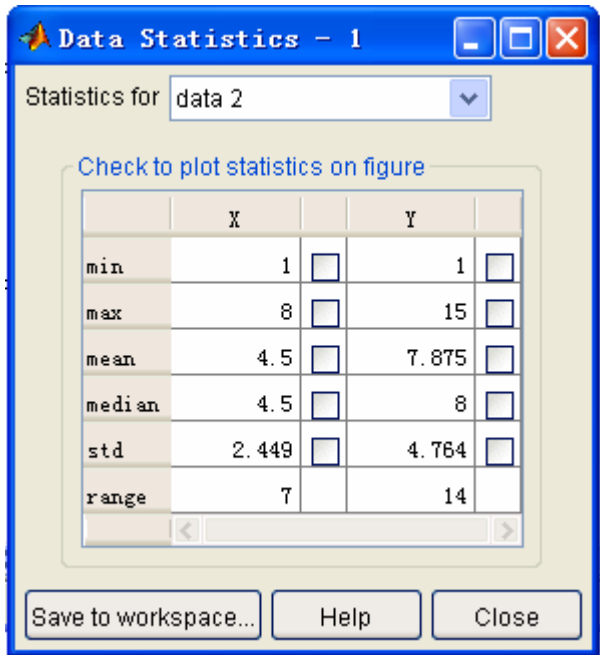 Data Statistics - 1
Statistics for data 2
Check to plot statistics on figure
X Y
min 1 1
max 8 15
mean 4.5 7.875
median 4.5 8
std 2.449 4.764
range 7 14
Save to workspace... Help Close